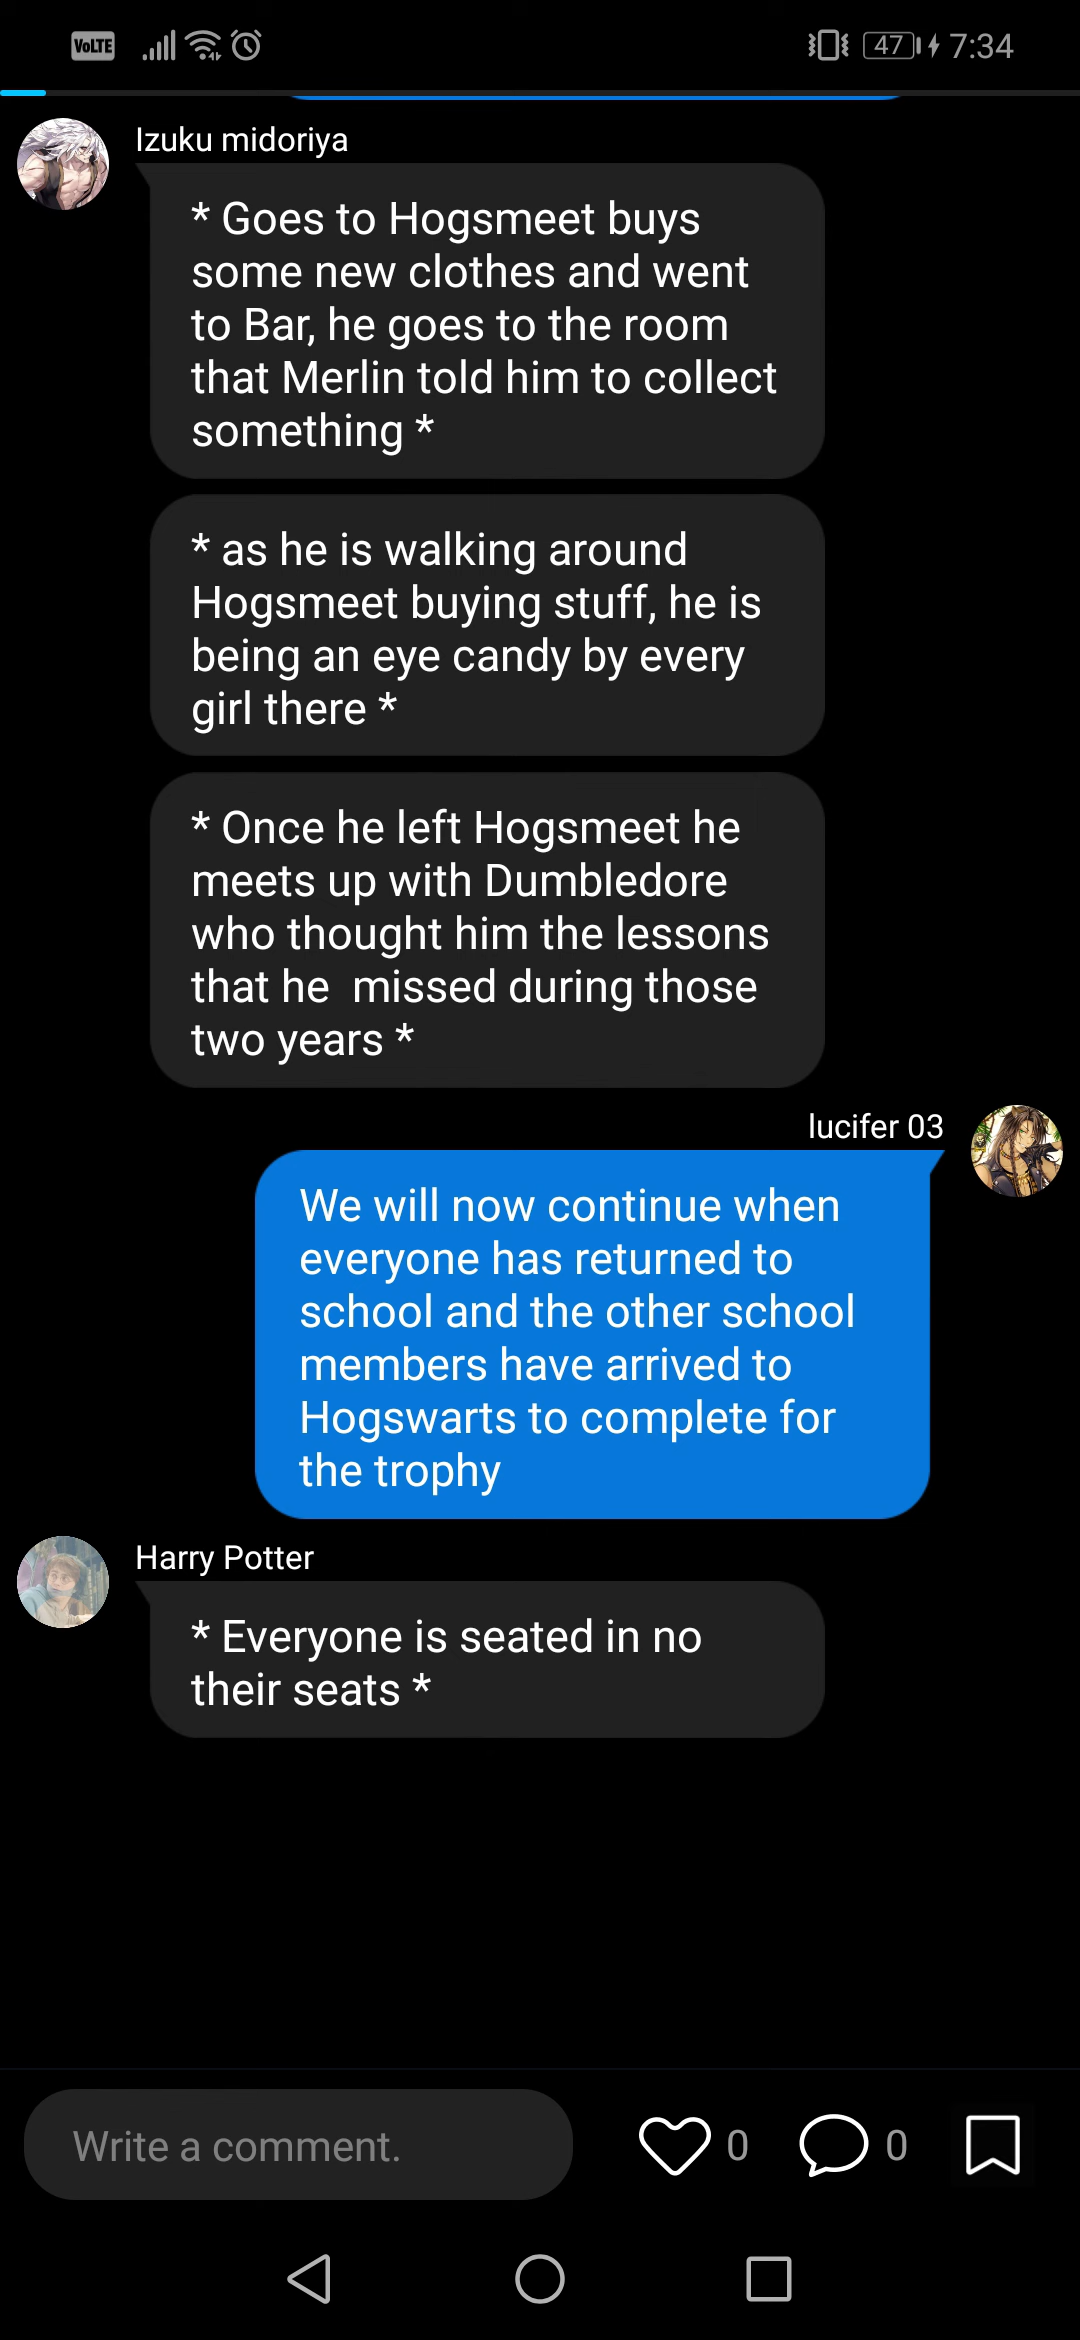 VoLTE 47 7:34
Izuku midoriya
* Goes to Hogsmeet buys
some new clothes and went
to Bar, he goes to the room
that Merlin told him to collect
something *
* as he is walking around
Hogsmeet buying stuff, he is
being an eye candy by every
girl there *
* Once he left Hogsmeet he
meets up with Dumbledore
who thought him the lessons
that he  missed during those
two years *
lucifer 03
We will now continue when
everyone has returned to
school and the other school
members have arrived to
Hogswarts to complete for
the trophy
Harry Potter
* Everyone is seated in no
their seats *
Write a comment. 0 0